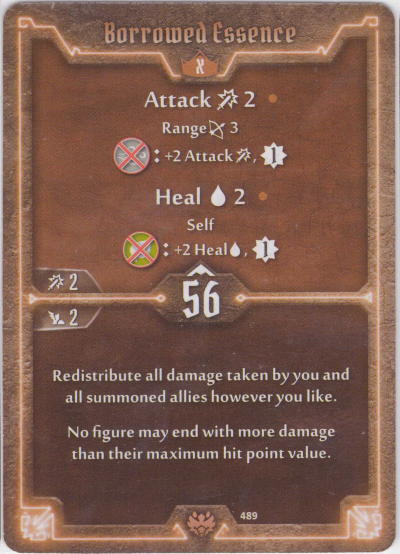 Borrowed Essence
X
Attack 2
Range 3
: +2 Attack, 1
Heal 2
Self
: +2 Heal, 1
2
56
2
Redistribute all damage taken by you and
all summoned allies however you like.
No figure may end with more damage
than their maximum hit point value.
489